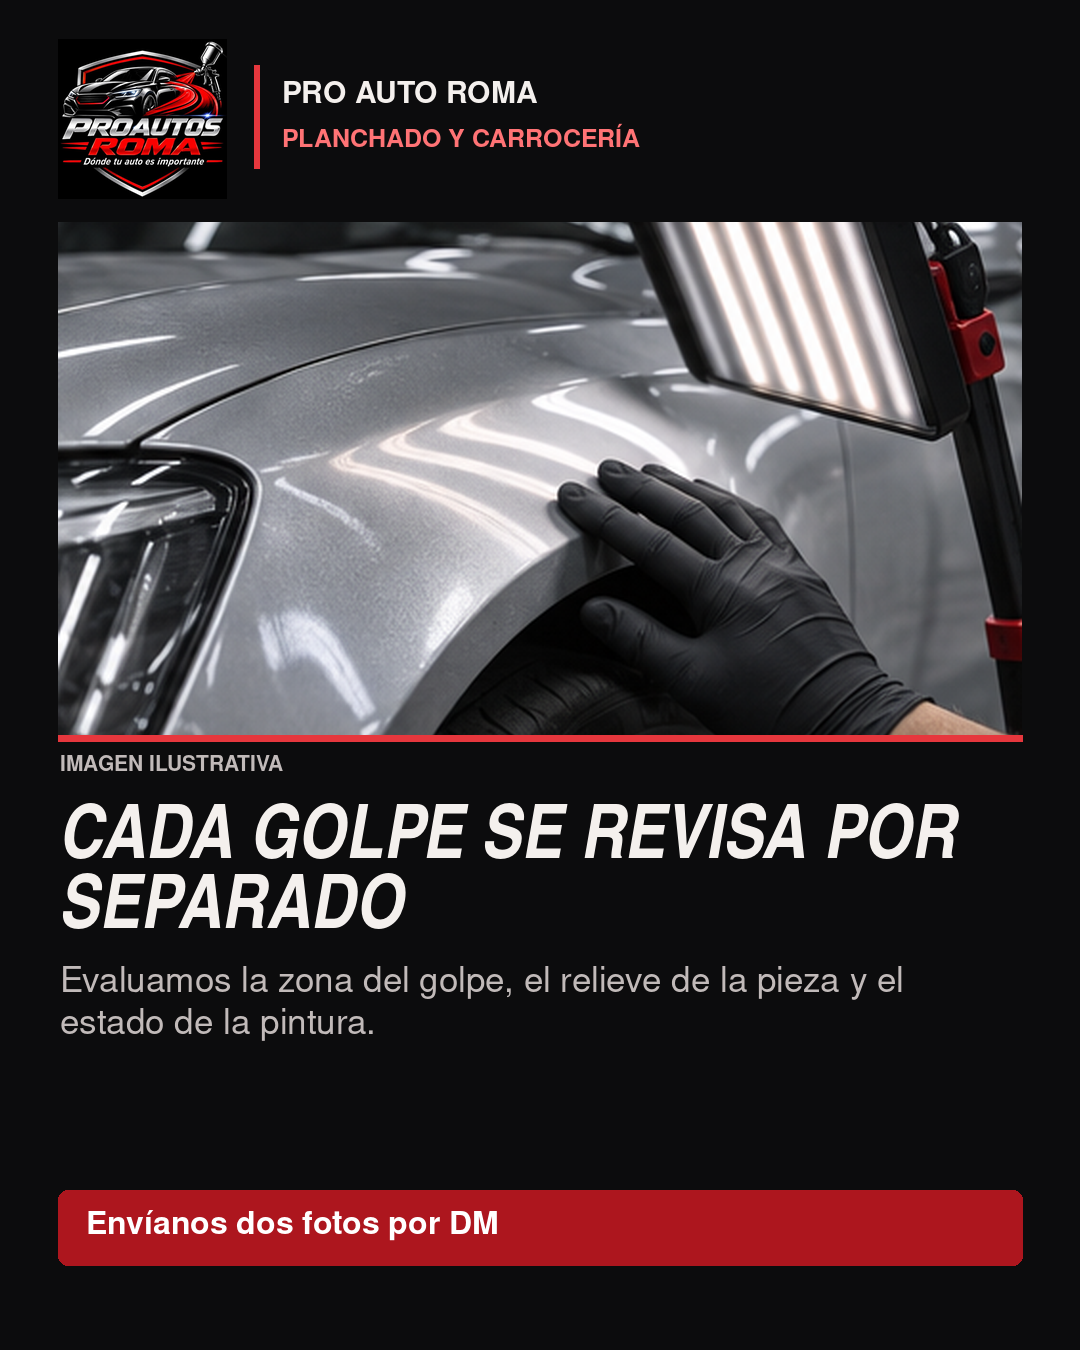 PROAUTOS
ROMA
Dónde tu auto es importante
PRO AUTO ROMA
PLANCHADO Y CARROCERÍA
IMAGEN ILUSTRATIVA
CADA GOLPE SE REVISA POR
SEPARADO
Evaluamos la zona del golpe, el relieve de la pieza y el
estado de la pintura.
Envíanos dos fotos por DM